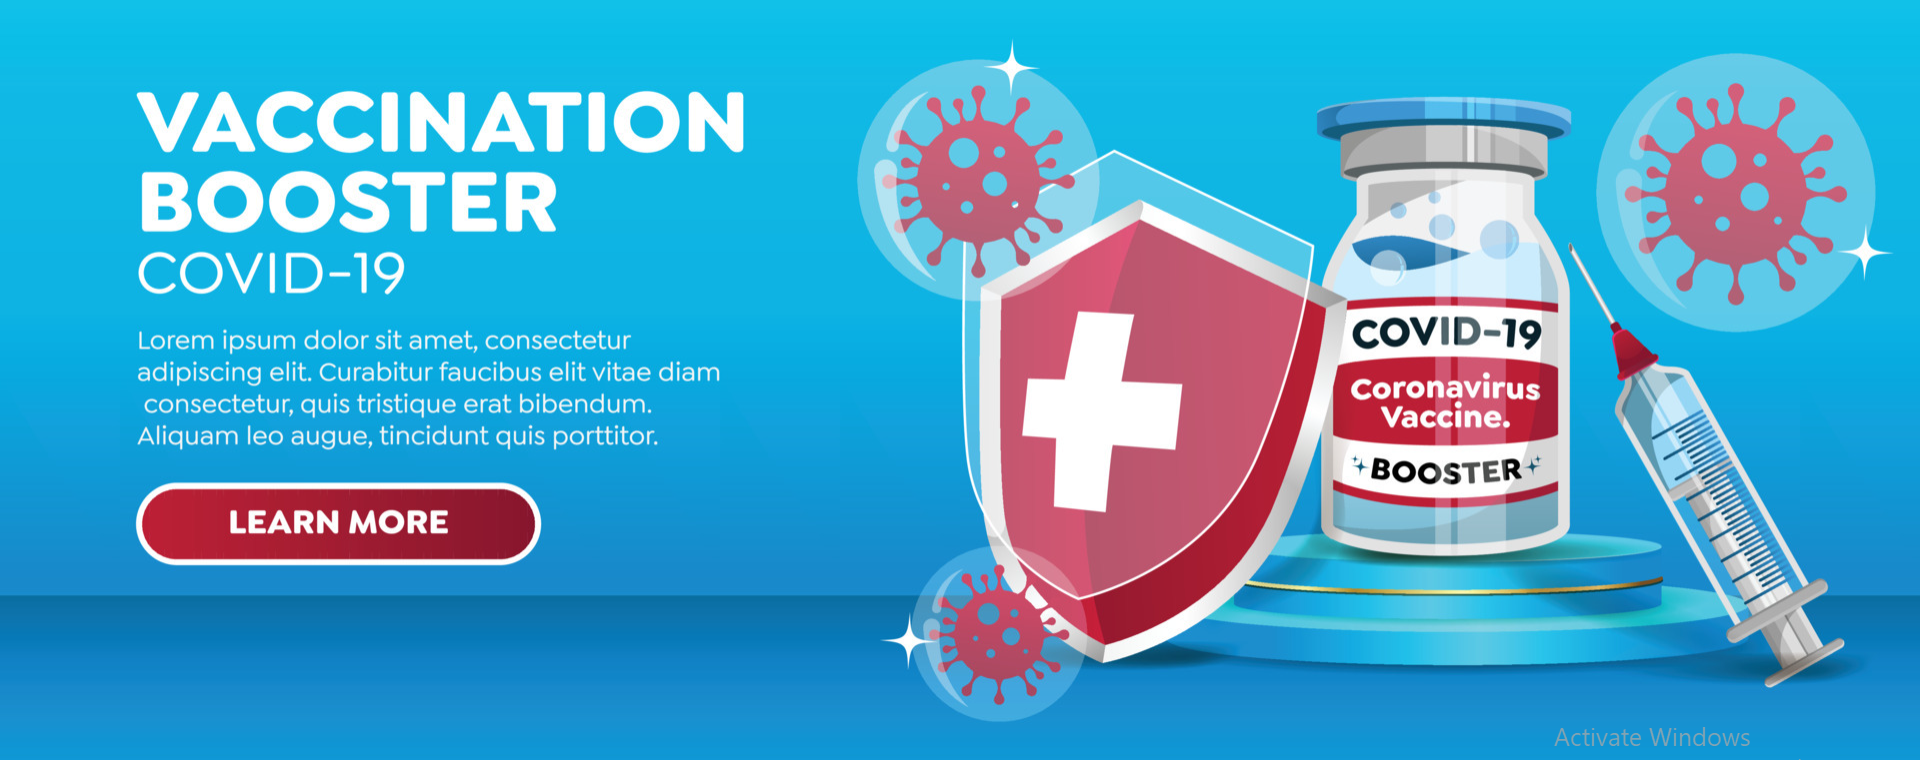 VACCINATION
BOOSTER
COVID-19
Lorem ipsum dolor sit amet, consectetur
adipiscing elit. Curabitur faucibus elit vitae diam
consectetur, quis tristique erat bibendum.
Aliquam leo augue, tincidunt quis porttitor.
LEARN MORE
COVID-19
Coronavirus
Vaccine.
BOOSTER
Activate Windows